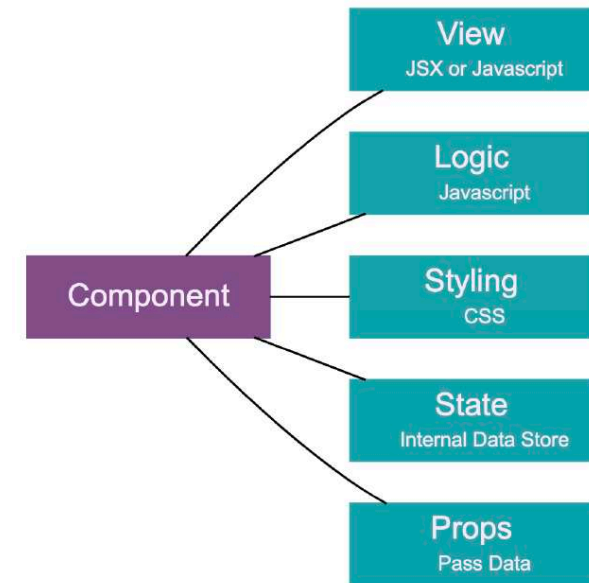 View
JSX or Javascript
Logic
Javascript
Component
Styling
CSS
State
Internal Data Store
Props
Pass Data